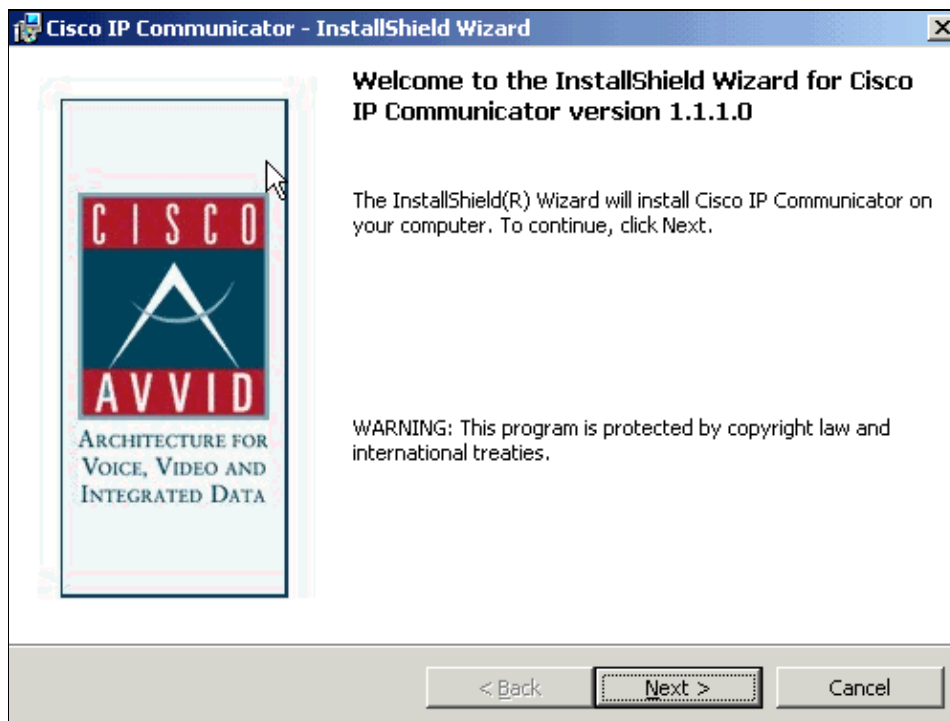 Cisco IP Communicator - InstallShield Wizard
Welcome to the InstallShield Wizard for Cisco
IP Communicator version 1.1.1.0
The InstallShield(R) Wizard will install Cisco IP Communicator on
your computer. To continue, click Next.
WARNING: This program is protected by copyright law and
international treaties.
CISCO
AVVID
ARCHITECTURE FOR
VOICE, VIDEO AND
INTEGRATED DATA
< Back
Next >
Cancel